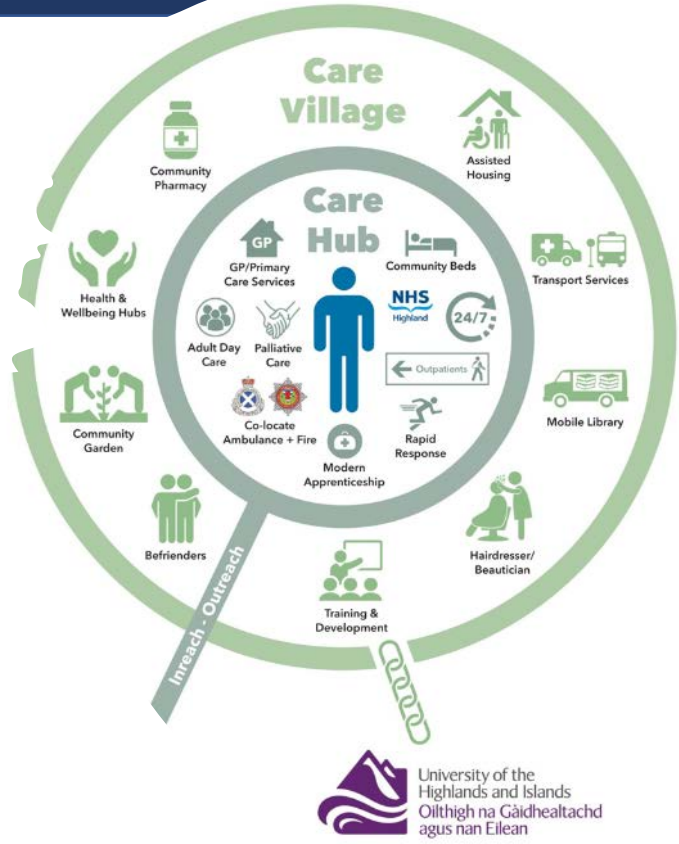 Care
Village
Community
Pharmacy
Assisted
Housing
Care
Hub
GP
GP/Primary
Care Services
Community Beds
Health &
Wellbeing Hubs
NHS
Highland
24/7
Transport Services
Adult Day
Care
Palliative
Care
Outpatients
Community
Garden
Co-locate
Ambulance + Fire
Rapid
Response
Mobile Library
Modern
Apprenticeship
Befrienders
Hairdresser/
Beautician
Inreach - Outreach
Training &
Development
University of the
Highlands and Islands
Oilthigh na Gàidhealtachd
agus nan Eilean